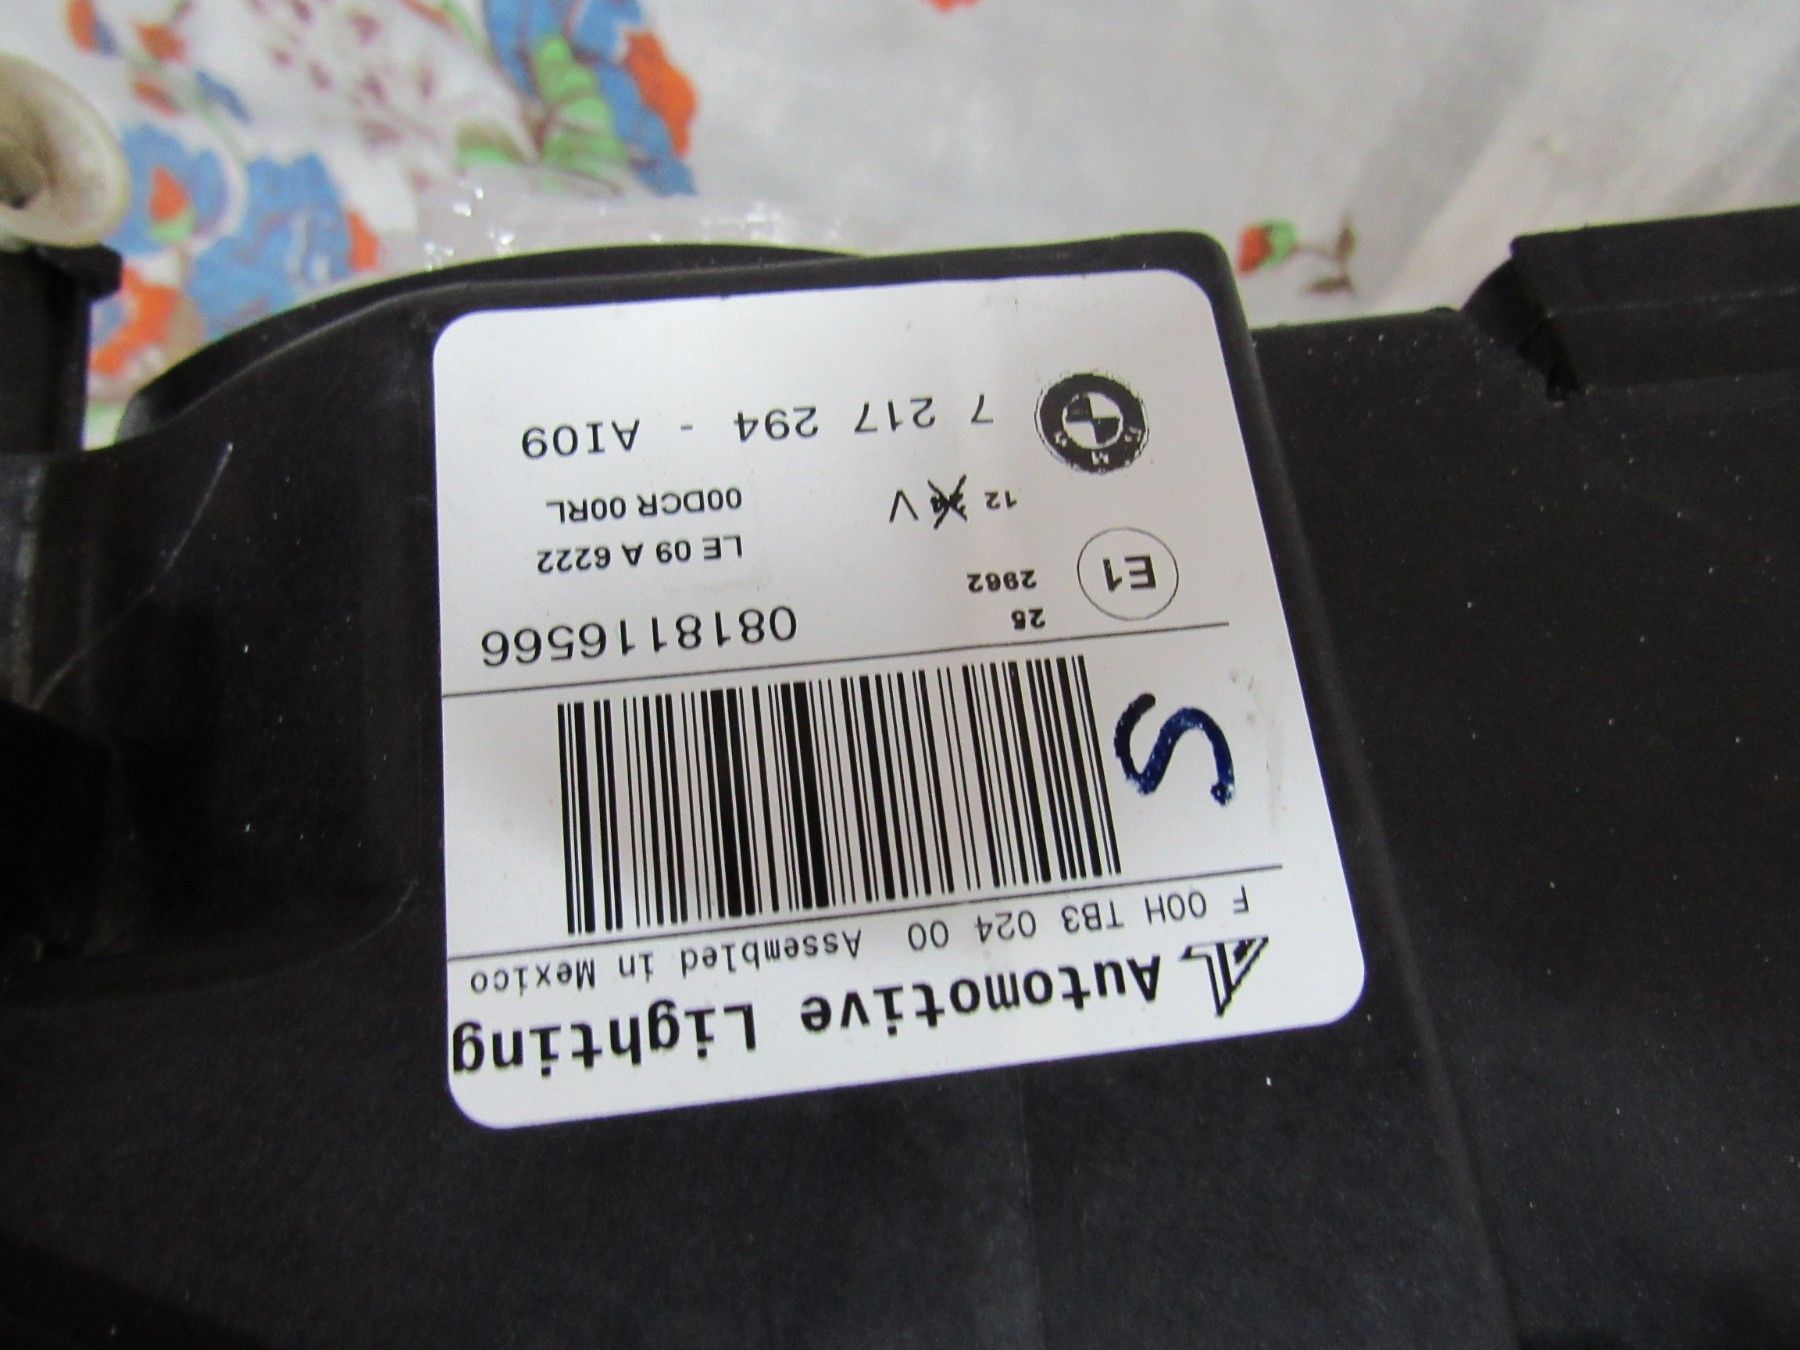 Automotive Lighting
F 00H TB3 024 00 Assembled in Mexico
S
0818116566
25
2962
E1
LE 09 A 6222
00DCR 00RL
12 V
7 217 294 - AI09